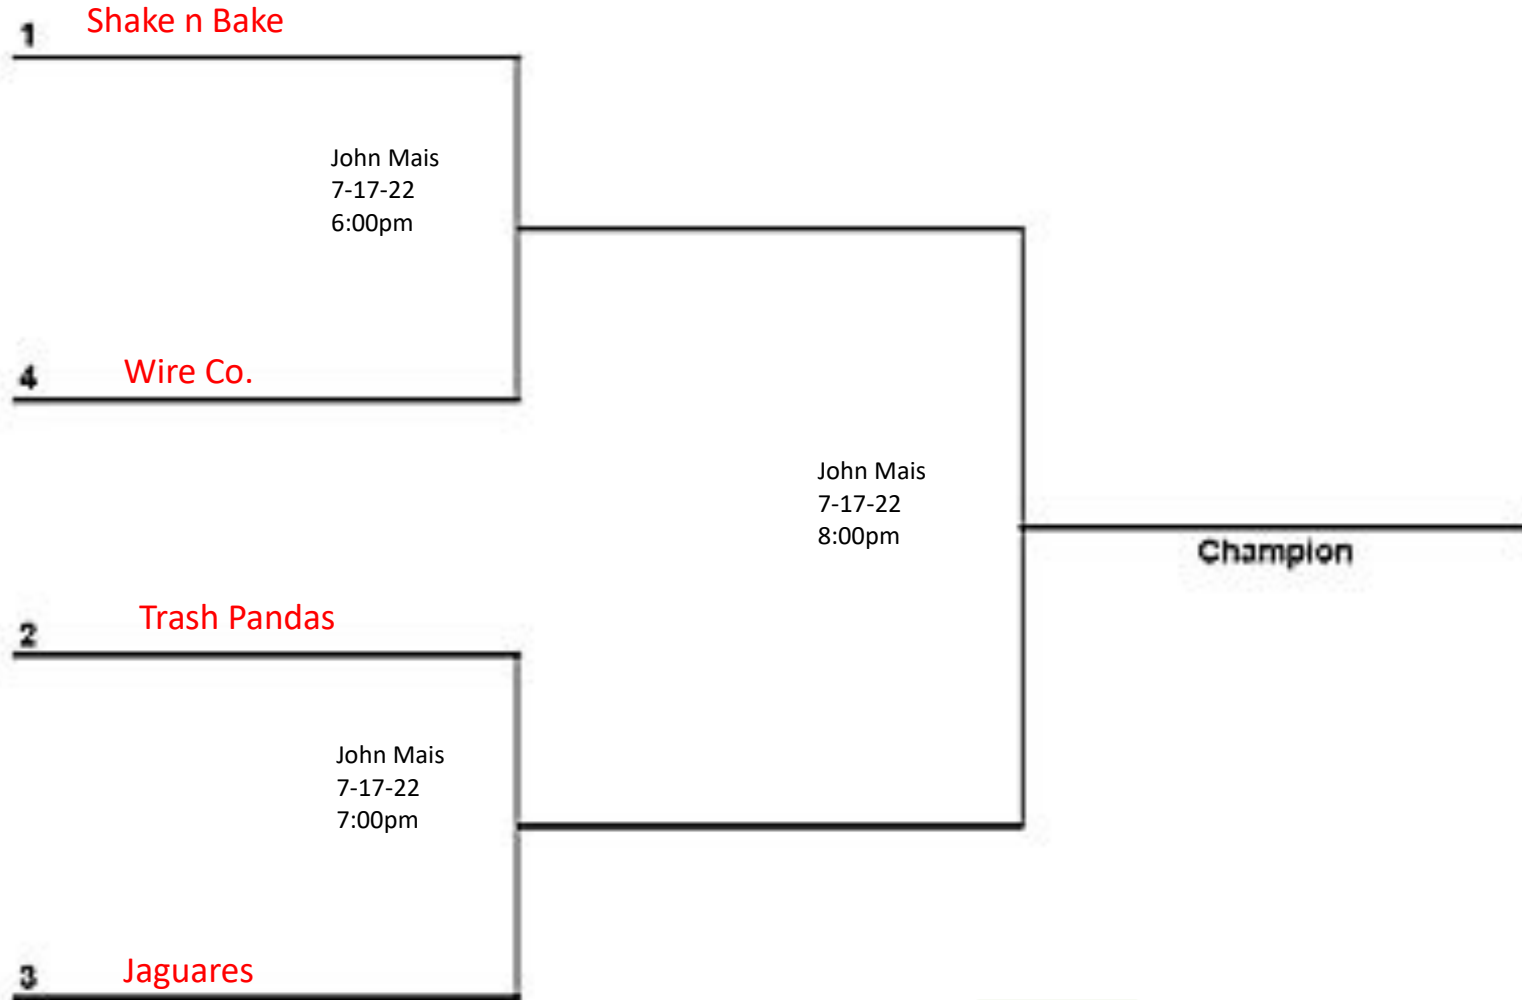 1 Shake n Bake
John Mais
7-17-22
6:00pm
4 Wire Co.
John Mais
7-17-22
8:00pm
Champion
2 Trash Pandas
John Mais
7-17-22
7:00pm
3 Jaguares